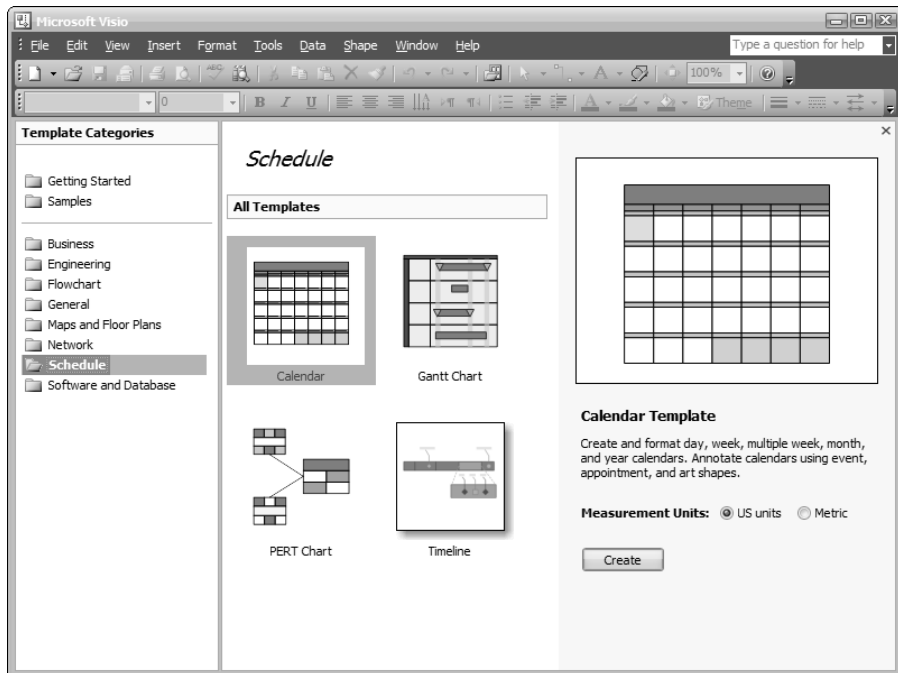 Microsoft Visio
File Edit View Insert Format Tools Data Shape Window Help Type a question for help
ABC 100%
0 B I U Theme
Template Categories
Getting Started
Samples
Business
Engineering
Flowchart
General
Maps and Floor Plans
Network
Schedule
Software and Database
Schedule
All Templates
Calendar
Gantt Chart
PERT Chart
Timeline
Calendar Template
Create and format day, week, multiple week, month,
and year calendars. Annotate calendars using event,
appointment, and art shapes.
Measurement Units: US units Metric
Create